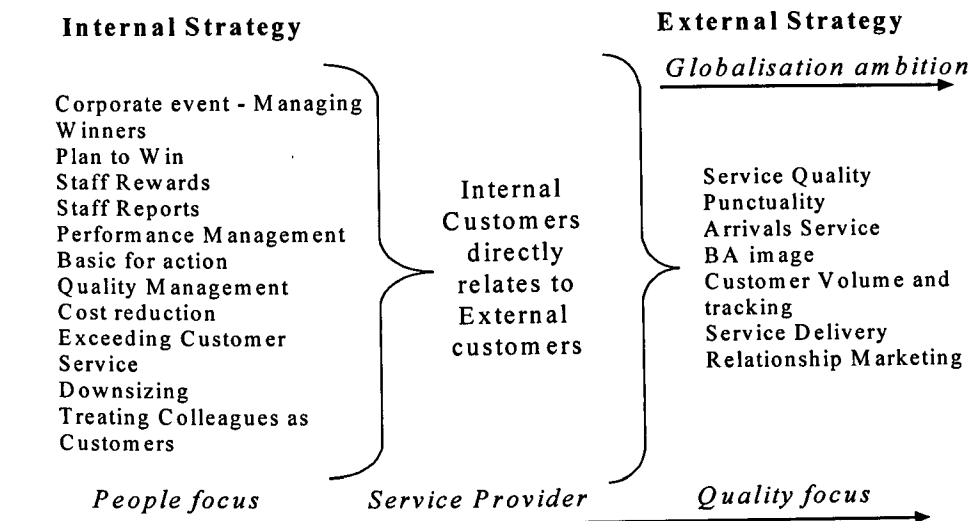 Internal Strategy
External Strategy
Globalisation ambition
Corporate event - Managing
Winners
Plan to Win
Staff Rewards
Staff Reports
Performance Management
Basic for action
Quality Management
Cost reduction
Exceeding Customer
Service
Downsizing
Treating Colleagues as
Customers
Internal
Customers
directly
relates to
External
customers
Service Quality
Punctuality
Arrivals Service
BA image
Customer Volume and
tracking
Service Delivery
Relationship Marketing
People focus
Service Provider
Quality focus